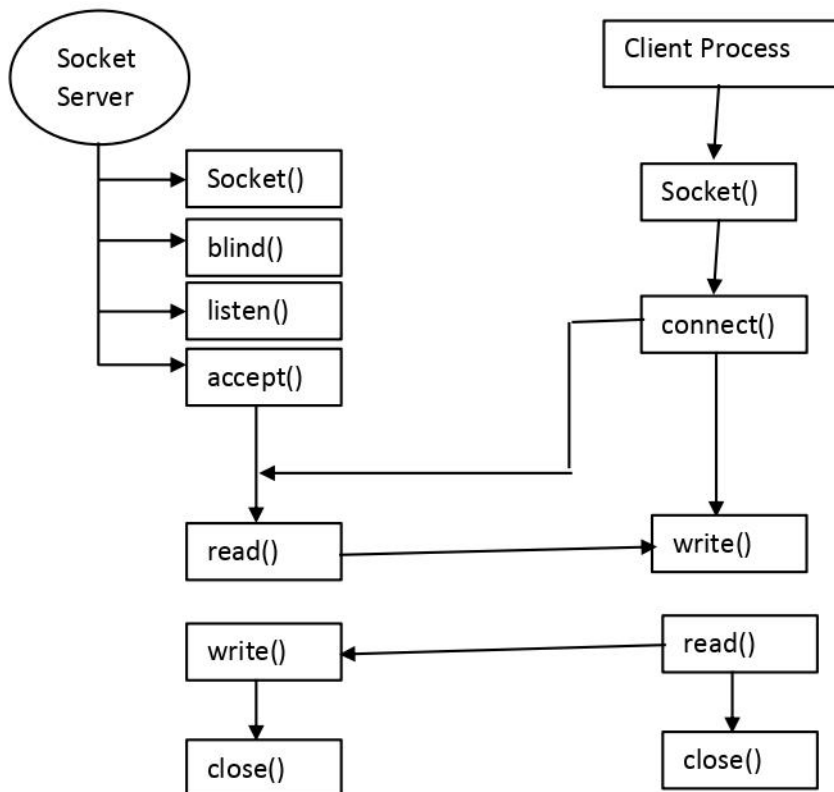 Socket
Server
Client Process
Socket()
Socket()
blind()
listen()
connect()
accept()
read()
write()
write()
read()
close()
close()